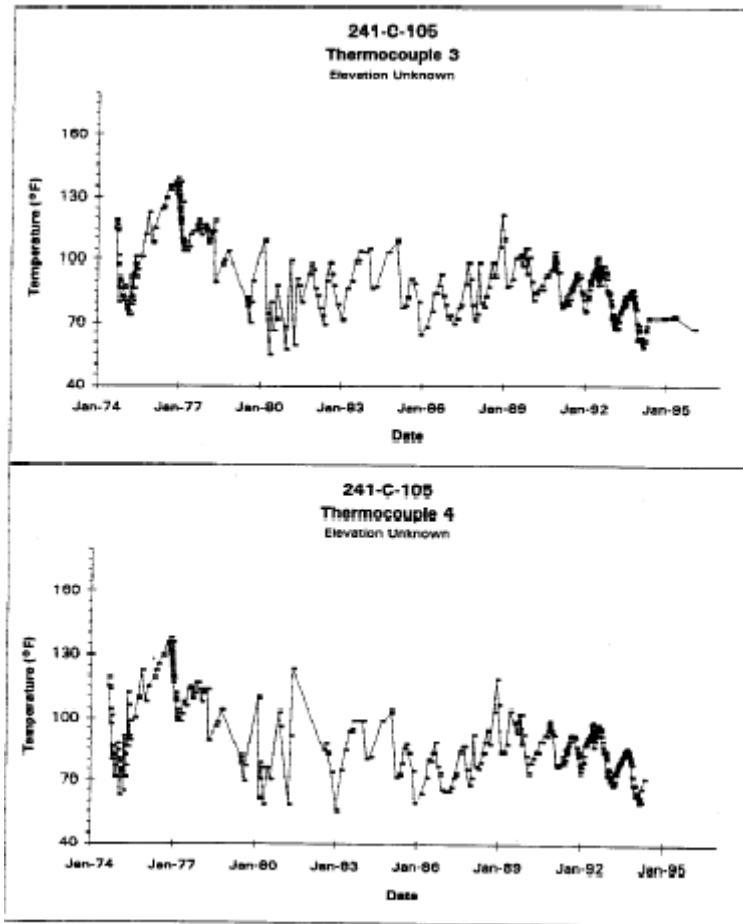 241-C-105
Thermocouple 3
Elevation Unknown
Temperature (°F)
160
130
100
70
40
Jan-74 Jan-77 Jan-80 Jan-83 Jan-86 Jan-89 Jan-92 Jan-95
Date
241-C-105
Thermocouple 4
Elevation Unknown
Temperature (°F)
160
130
100
70
40
Jan-74 Jan-77 Jan-80 Jan-83 Jan-86 Jan-89 Jan-92 Jan-95
Date